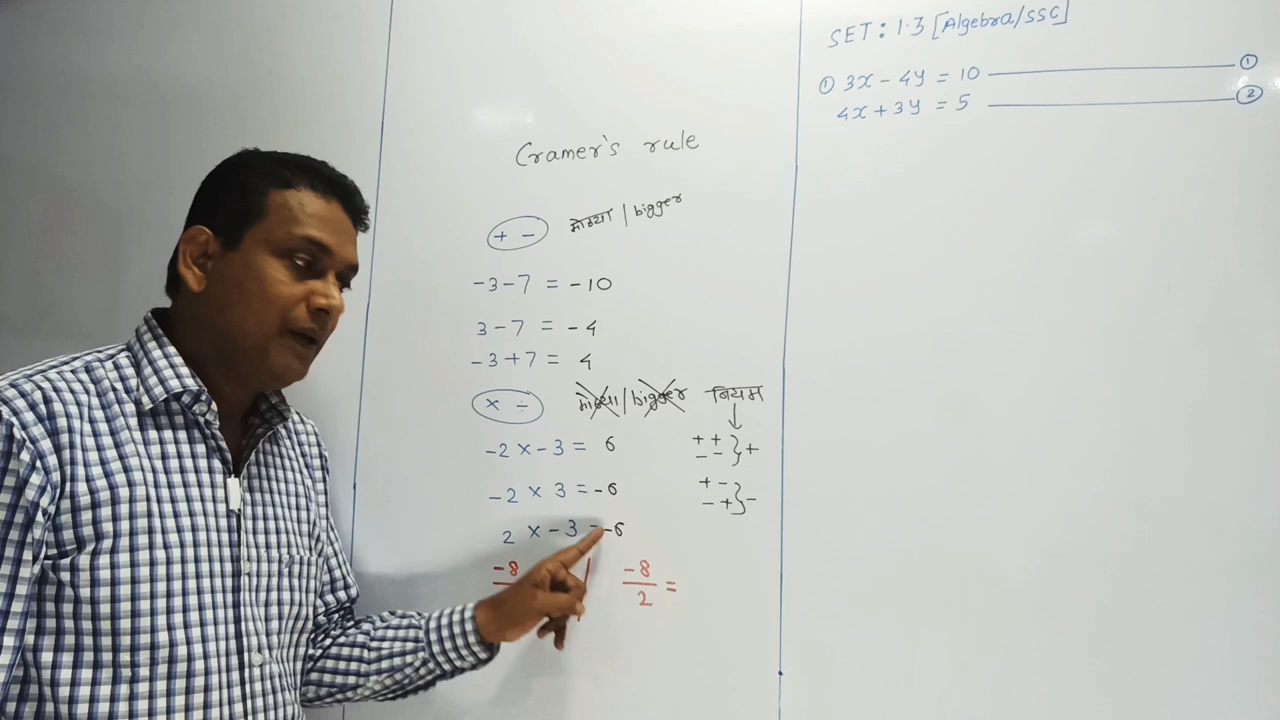 Cramer's rule
+ - मोठ्या / bigger
-3-7 = -10
3-7 = -4
-3+7 = 4
× ÷ मोठ्या / bigger नियम
-2 × -3 = 6
-2 × 3 = -6
2 × -3 = -6
++
-- } +
+-
-+ } -
-8
-8/2 =
SET: 1.3 [Algebra/SSC]
① 3x - 4y = 10 ①
4x + 3y = 5 ②